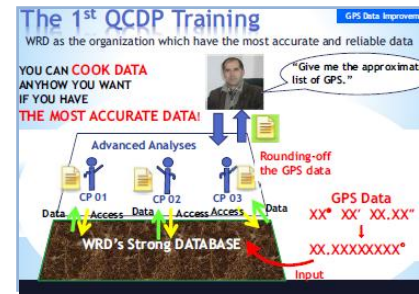 The 1st QCDP Training
GPS Data Improvem
WRD as the organization which have the most accurate and reliable data
YOU CAN COOK DATA
ANYHOW YOU WANT
IF YOU HAVE
THE MOST ACCURATE DATA!
"Give me the approximat
list of GPS."
Advanced Analyses
Rounding-off
the GPS data
CP 01
CP 02
CP 03
Data
Access
Data
Access
Access
Data
WRD's Strong DATABASE
GPS Data
XX° XX' XX.XX"
↓
XX.XXXXXXXX°
Input